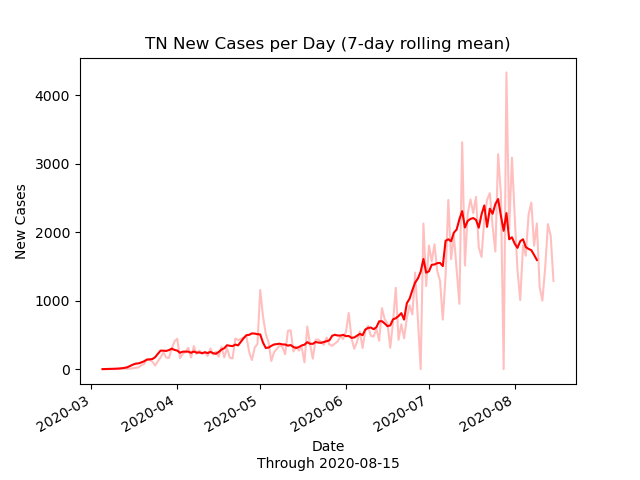 TN New Cases per Day (7-day rolling mean)
New Cases
4000
3000
2000
1000
0
2020-03
2020-04
2020-05
2020-06
2020-07
2020-08
Date
Through 2020-08-15